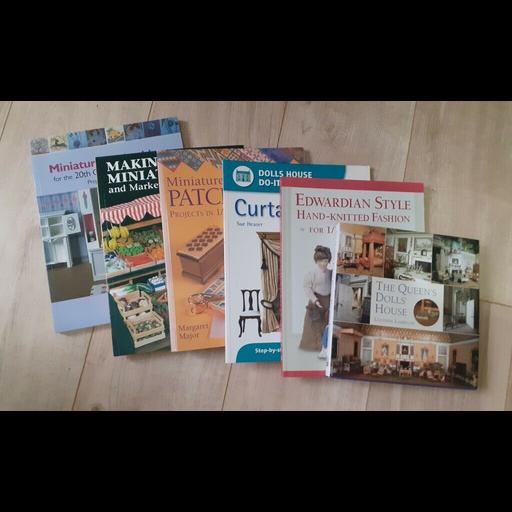 Miniature
for the 20th
MAKIN
MINIA
and Marke
Miniature
PATC
PROJECTS IN 1/
Margaret
Major
DOLLS HOUSE
DO-IT
Curta
Sue Heaser
Step-by-s
EDWARDIAN STYLE
HAND-KNITTED FASHION
FOR 1/
THE QUEEN'S
DOLLS'
HOUSE